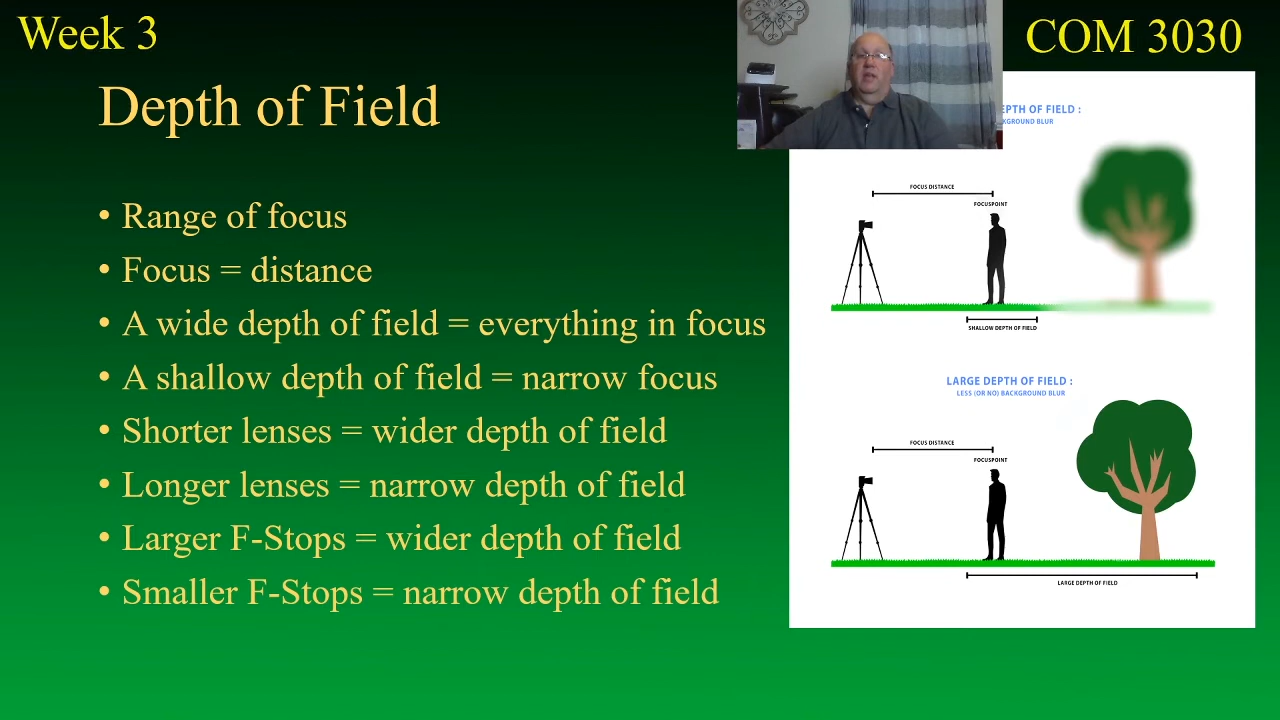 Week 3
COM 3030
Depth of Field
• Range of focus
• Focus = distance
• A wide depth of field = everything in focus
• A shallow depth of field = narrow focus
• Shorter lenses = wider depth of field
• Longer lenses = narrow depth of field
• Larger F-Stops = wider depth of field
• Smaller F-Stops = narrow depth of field
OF FIELD :
BLUR
FOCUS DISTANCE
FOCUSPOINT
SHALLOW DEPTH OF FIELD
LARGE DEPTH OF FIELD :
LESS (OR NO) BACKGROUND BLUR
FOCUS DISTANCE
FOCUSPOINT
LARGE DEPTH OF FIELD